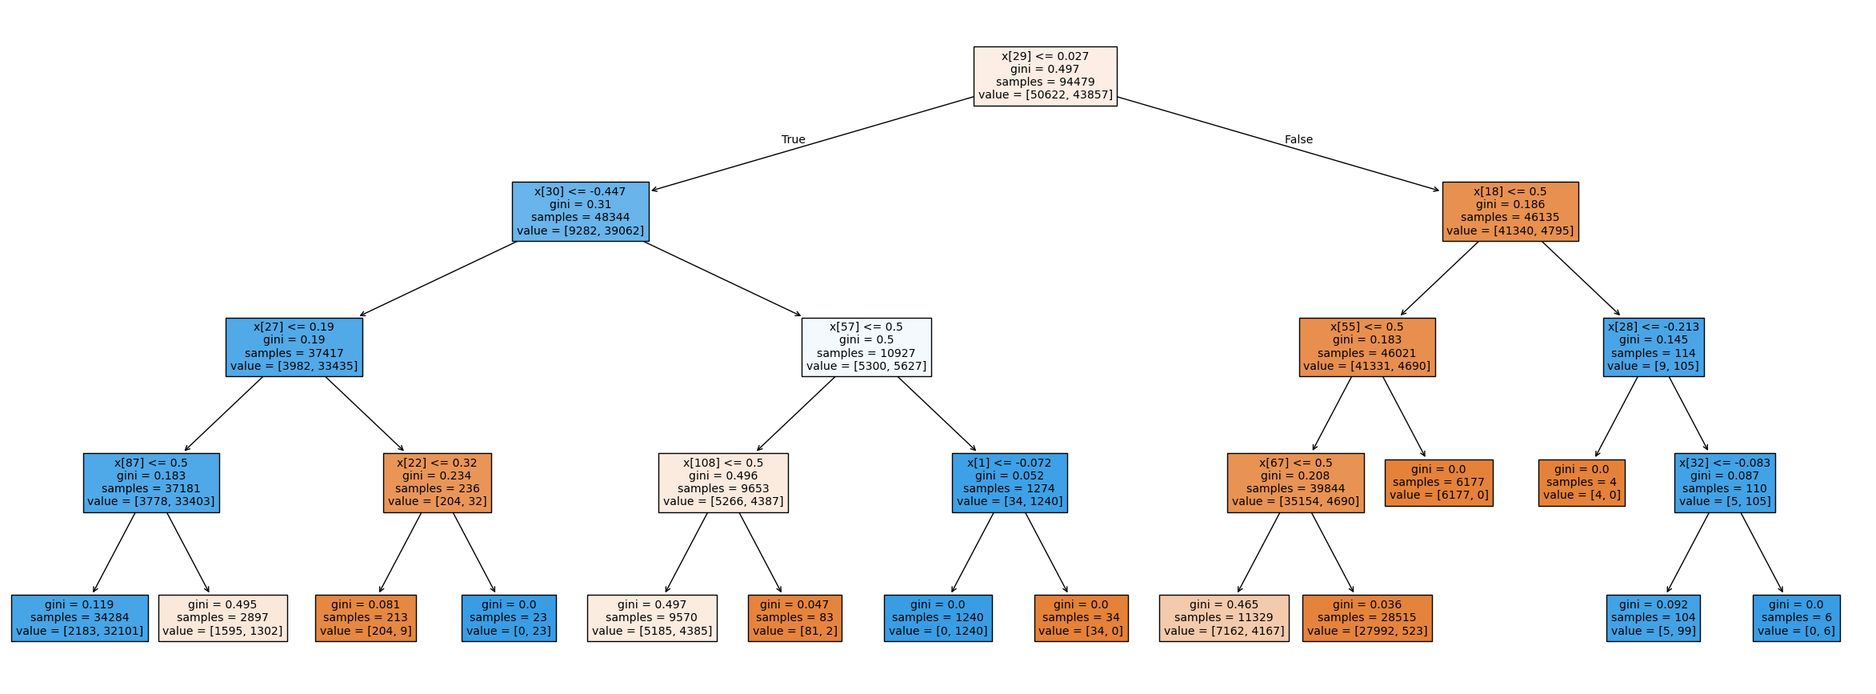 x[29] <= 0.027
gini = 0.497
samples = 94479
value = [50622, 43857]
True
False
x[30] <= -0.447
gini = 0.31
samples = 48344
value = [9282, 39062]
x[18] <= 0.5
gini = 0.186
samples = 46135
value = [41340, 4795]
x[27] <= 0.19
gini = 0.19
samples = 37417
value = [3982, 33435]
x[57] <= 0.5
gini = 0.5
samples = 10927
value = [5300, 5627]
x[55] <= 0.5
gini = 0.183
samples = 46021
value = [41331, 4690]
x[28] <= -0.213
gini = 0.145
samples = 114
value = [9, 105]
x[87] <= 0.5
gini = 0.183
samples = 37181
value = [3778, 33403]
x[22] <= 0.32
gini = 0.234
samples = 236
value = [204, 32]
x[108] <= 0.5
gini = 0.496
samples = 9653
value = [5266, 4387]
x[1] <= -0.072
gini = 0.052
samples = 1274
value = [34, 1240]
x[67] <= 0.5
gini = 0.208
samples = 39844
value = [35154, 4690]
gini = 0.0
samples = 6177
value = [6177, 0]
gini = 0.0
samples = 4
value = [4, 0]
x[32] <= -0.083
gini = 0.087
samples = 110
value = [5, 105]
gini = 0.119
samples = 34284
value = [2183, 32101]
gini = 0.495
samples = 2897
value = [1595, 1302]
gini = 0.081
samples = 213
value = [204, 9]
gini = 0.0
samples = 23
value = [0, 23]
gini = 0.497
samples = 9570
value = [5185, 4385]
gini = 0.047
samples = 83
value = [81, 2]
gini = 0.0
samples = 1240
value = [0, 1240]
gini = 0.0
samples = 34
value = [34, 0]
gini = 0.465
samples = 11329
value = [7162, 4167]
gini = 0.036
samples = 28515
value = [27992, 523]
gini = 0.092
samples = 104
value = [5, 99]
gini = 0.0
samples = 6
value = [0, 6]